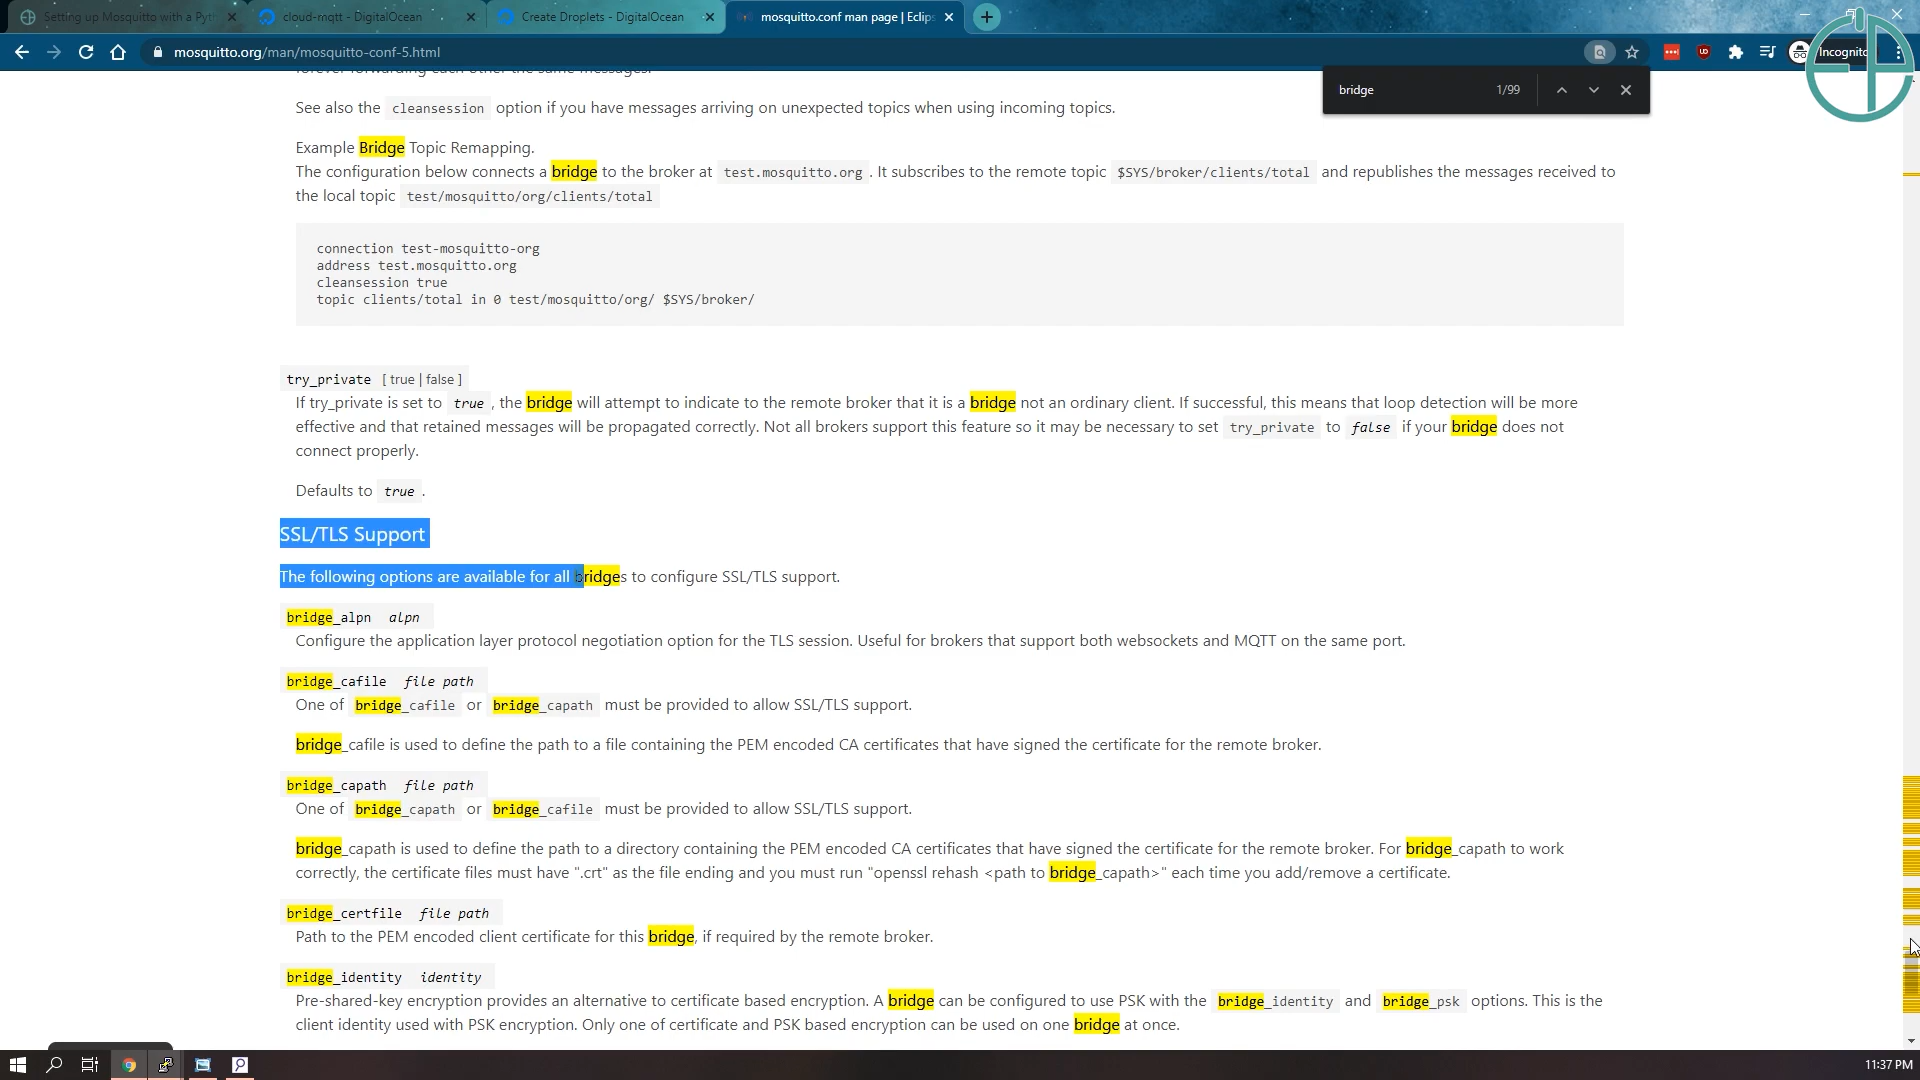 Setting up Mosquitto with a Pyth
cloud-mqtt - DigitalOcean
Create Droplets - DigitalOcean
mosquitto.conf man page | Eclips
mosquitto.org/man/mosquitto-conf-5.html
Incognito
bridge 1/99
forever forwarding each other the same messages.
See also the cleansession option if you have messages arriving on unexpected topics when using incoming topics.
Example Bridge Topic Remapping.
The configuration below connects a bridge to the broker at test.mosquitto.org . It subscribes to the remote topic $SYS/broker/clients/total and republishes the messages received to
the local topic test/mosquitto/org/clients/total
connection test-mosquitto-org
address test.mosquitto.org
cleansession true
topic clients/total in 0 test/mosquitto/org/ $SYS/broker/
try_private [ true | false ]
If try_private is set to true , the bridge will attempt to indicate to the remote broker that it is a bridge not an ordinary client. If successful, this means that loop detection will be more
effective and that retained messages will be propagated correctly. Not all brokers support this feature so it may be necessary to set try_private to false if your bridge does not
connect properly.
Defaults to true .
SSL/TLS Support
The following options are available for all bridges to configure SSL/TLS support.
bridge_alpn alpn
Configure the application layer protocol negotiation option for the TLS session. Useful for brokers that support both websockets and MQTT on the same port.
bridge_cafile file path
One of bridge_cafile or bridge_capath must be provided to allow SSL/TLS support.
bridge_cafile is used to define the path to a file containing the PEM encoded CA certificates that have signed the certificate for the remote broker.
bridge_capath file path
One of bridge_capath or bridge_cafile must be provided to allow SSL/TLS support.
bridge_capath is used to define the path to a directory containing the PEM encoded CA certificates that have signed the certificate for the remote broker. For bridge_capath to work
correctly, the certificate files must have ".crt" as the file ending and you must run "openssl rehash <path to bridge_capath>" each time you add/remove a certificate.
bridge_certfile file path
Path to the PEM encoded client certificate for this bridge, if required by the remote broker.
bridge_identity identity
Pre-shared-key encryption provides an alternative to certificate based encryption. A bridge can be configured to use PSK with the bridge_identity and bridge_psk options. This is the
client identity used with PSK encryption. Only one of certificate and PSK based encryption can be used on one bridge at once.
11:37 PM